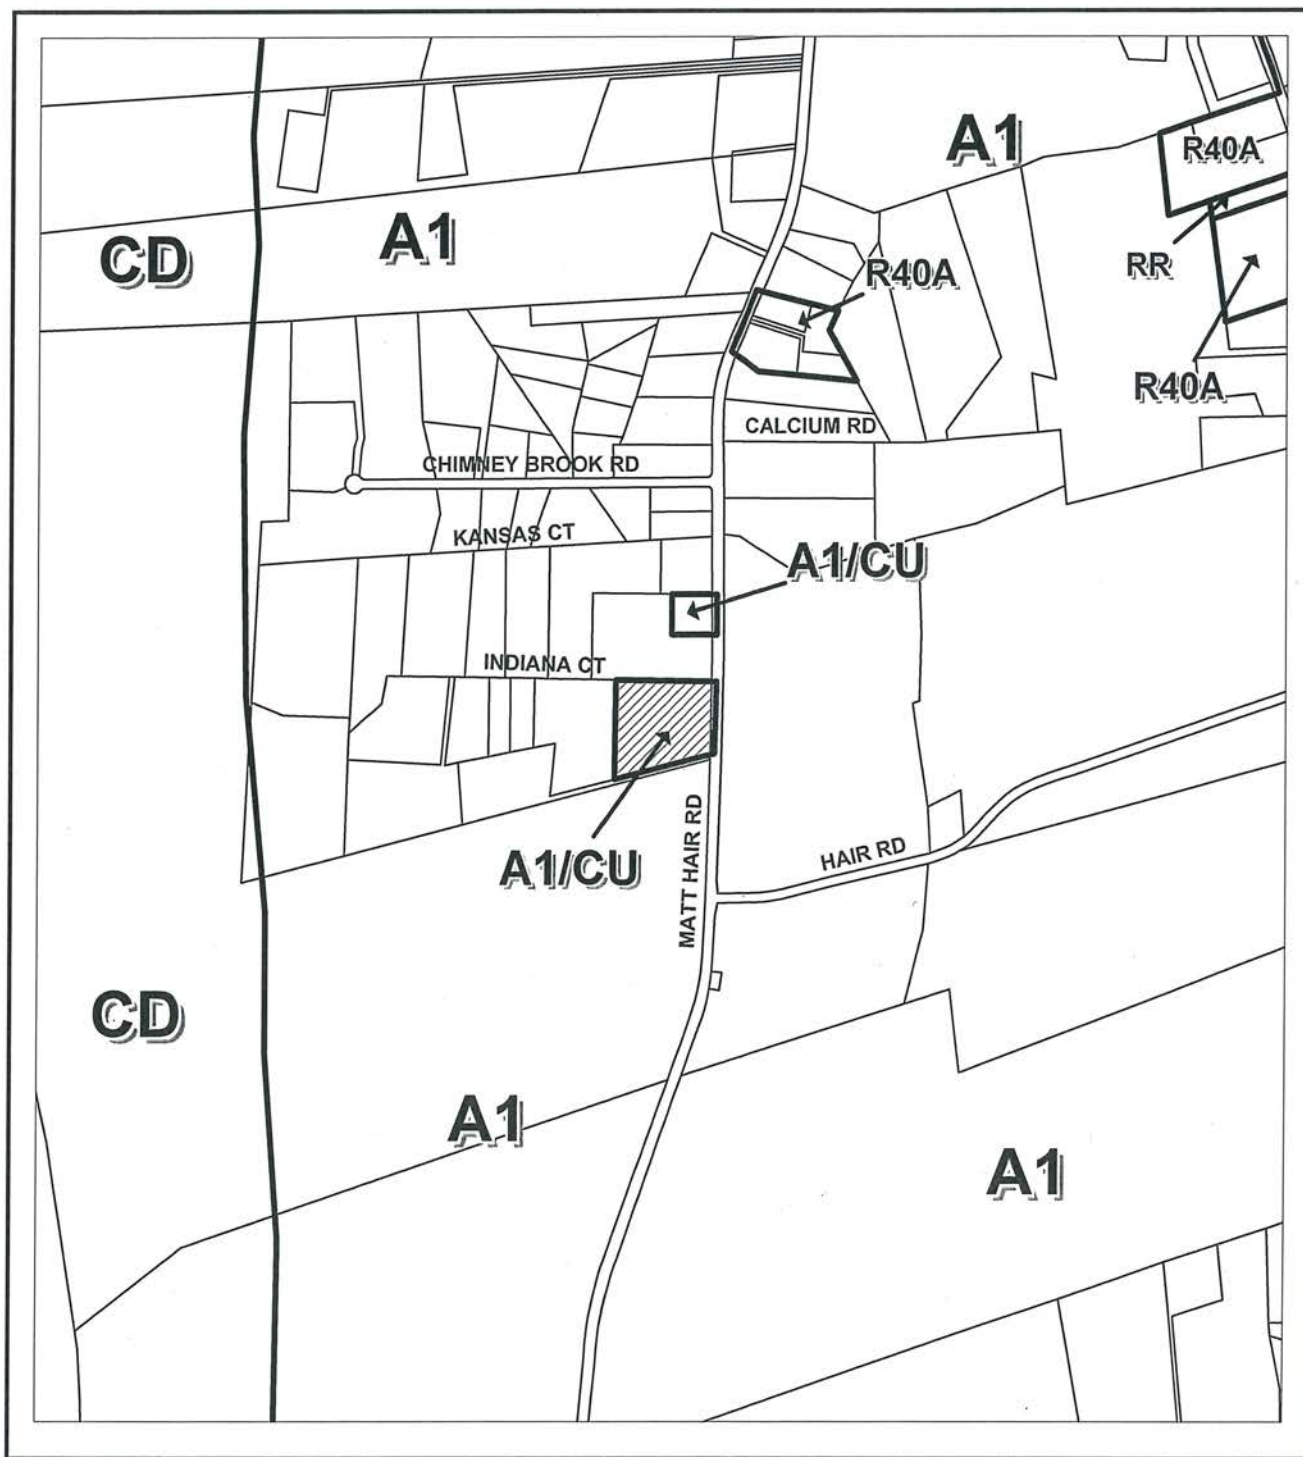 A1
R40A
A1
CD
RR
R40A
R40A
CALCIUM RD
CHIMNEY BROOK RD
KANSAS CT
A1/CU
INDIANA CT
A1/CU
MATT HAIR RD
HAIR RD
CD
A1
A1